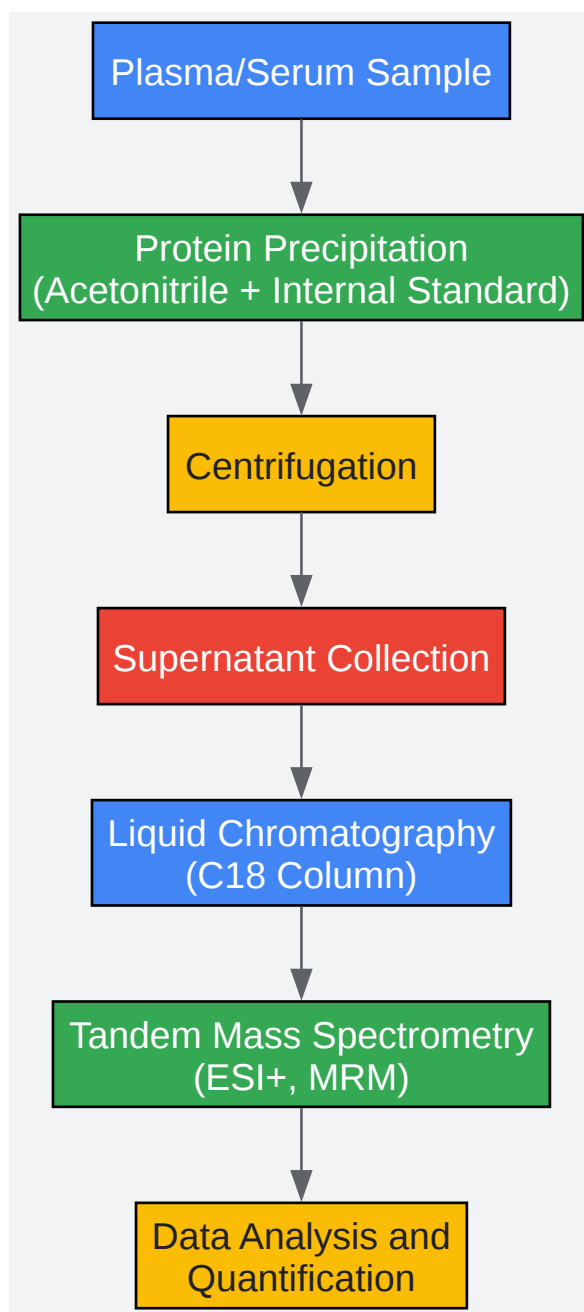 Plasma/Serum Sample
Protein Precipitation
(Acetonitrile + Internal Standard)
Centrifugation
Supernatant Collection
Liquid Chromatography
(C18 Column)
Tandem Mass Spectrometry
(ESI+, MRM)
Data Analysis and
Quantification